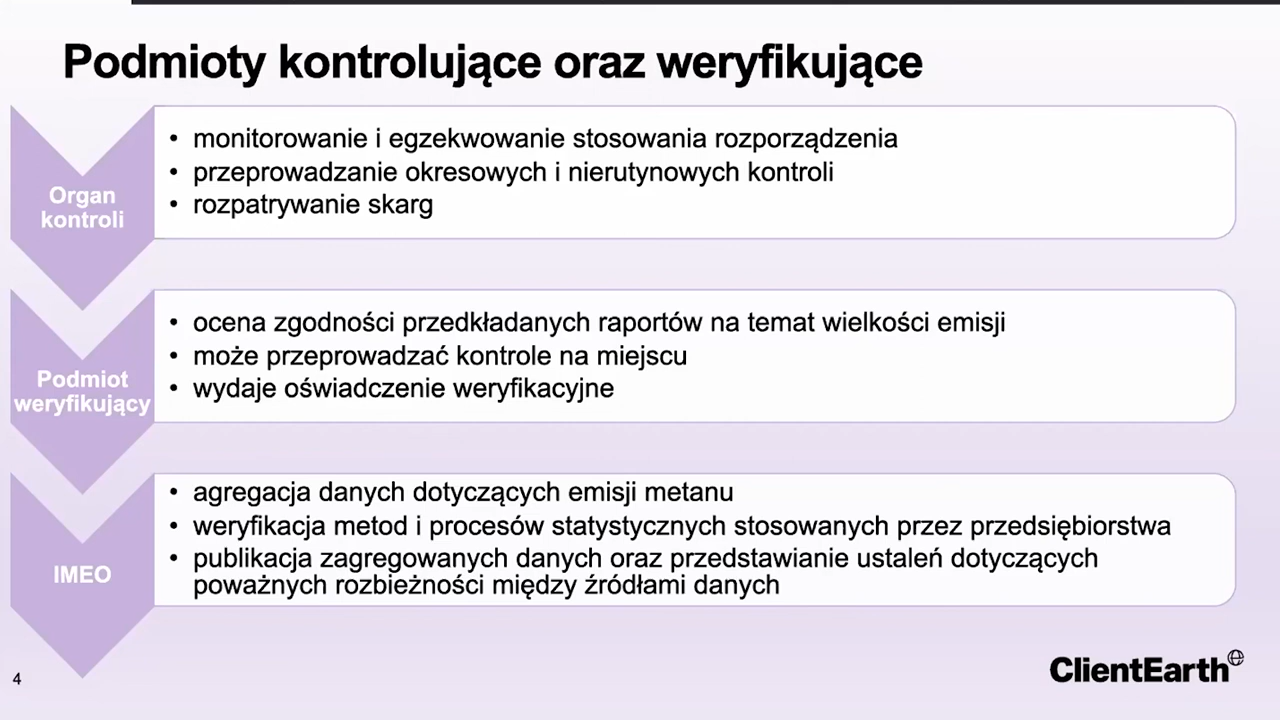 Podmioty kontrolujące oraz weryfikujące
Organ
kontroli
• monitorowanie i egzekwowanie stosowania rozporządzenia
• przeprowadzanie okresowych i nierutynowych kontroli
• rozpatrywanie skarg
Podmiot
weryfikujący
• ocena zgodności przedkładanych raportów na temat wielkości emisji
• może przeprowadzać kontrole na miejscu
• wydaje oświadczenie weryfikacyjne
IMEO
• agregacja danych dotyczących emisji metanu
• weryfikacja metod i procesów statystycznych stosowanych przez przedsiębiorstwa
• publikacja zagregowanych danych oraz przedstawianie ustaleń dotyczących
poważnych rozbieżności między źródłami danych
4
ClientEarth